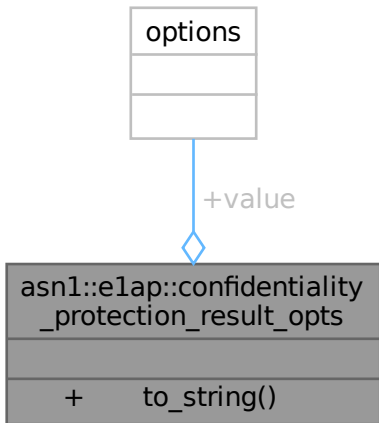 options
+value
asn1::e1ap::confidentiality
_protection_result_opts
+ to_string()